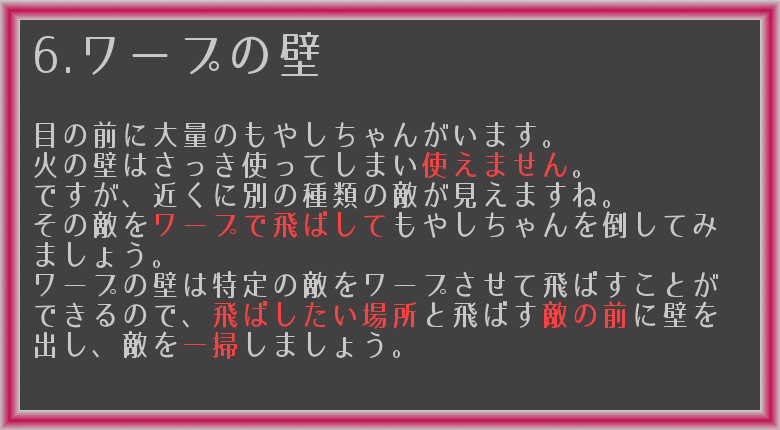 6.ワープの壁
目の前に大量のもやしちゃんがいます。
火の壁はさっき使ってしまい使えません。
ですが、近くに別の種類の敵が見えますね。
その敵をワープで飛ばしてもやしちゃんを倒してみ
ましょう。
ワープの壁は特定の敵をワープさせて飛ばすことが
できるので、飛ばしたい場所と飛ばす敵の前に壁を
出し、敵を一掃しましょう。